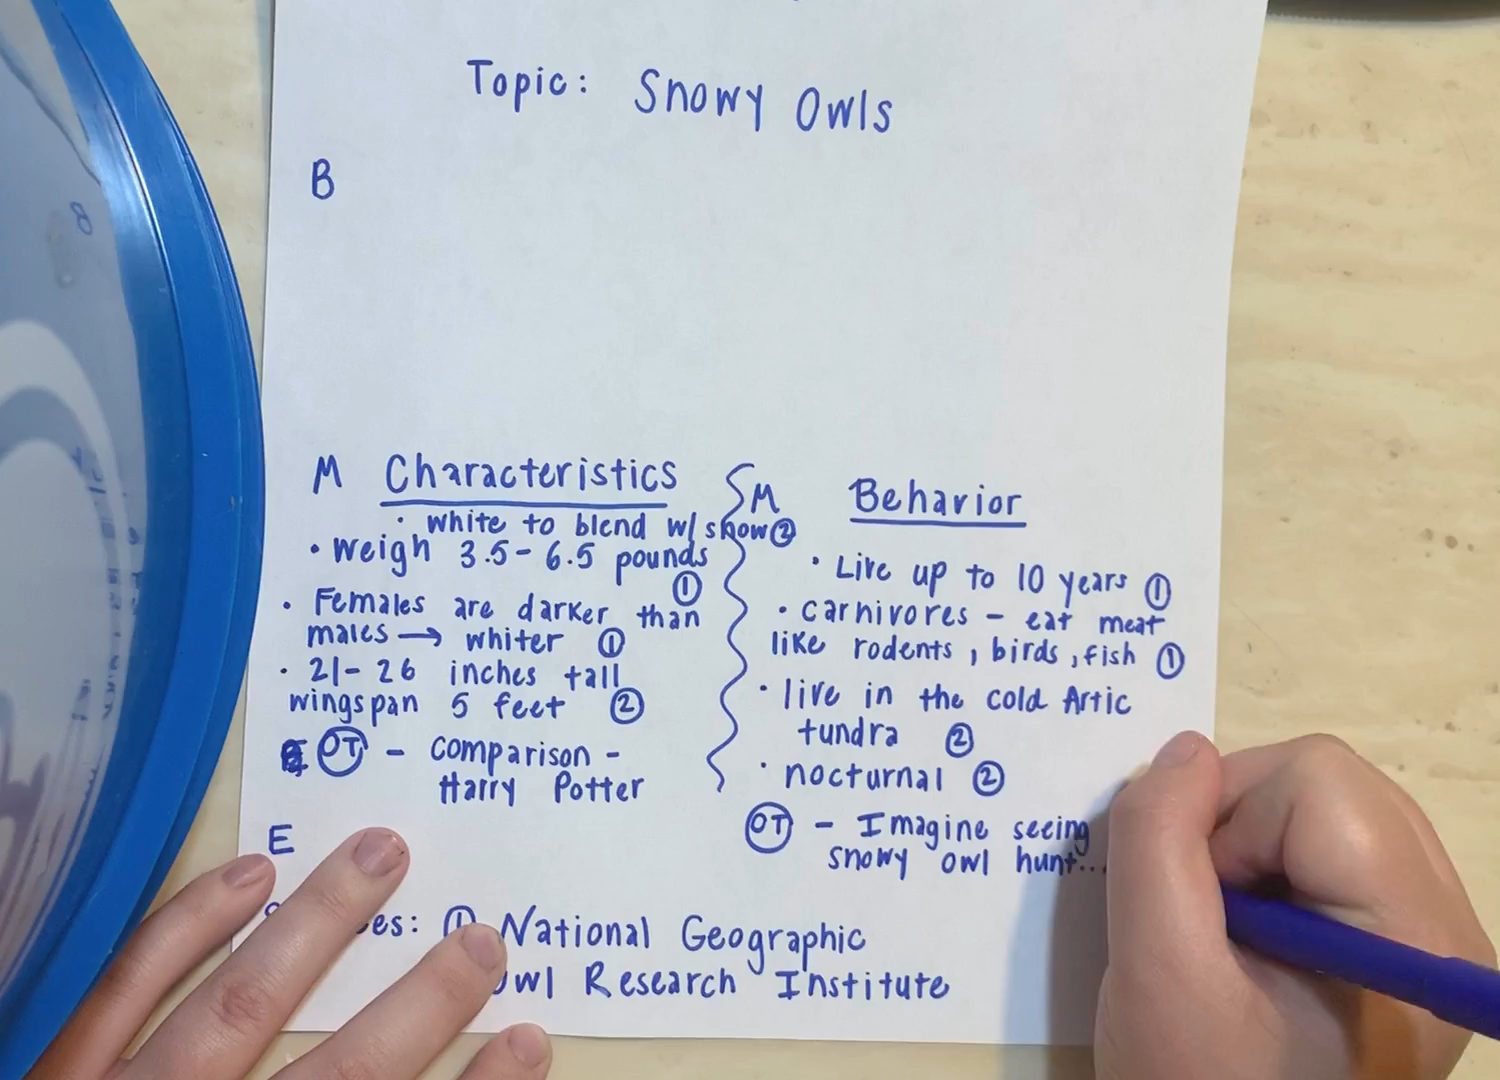 Topic: Snowy Owls
B
M Characteristics
· white to blend w/ snow ②
· weigh 3.5 - 6.5 pounds
①
· Females are darker than
males → whiter ①
· 21 - 26 inches tall
wingspan 5 feet ②
OT - comparison -
Harry Potter
M Behavior
· Live up to 10 years ①
· carnivores - eat meat
like rodents, birds, fish ①
· live in the cold Artic
tundra ②
· nocturnal ②
OT - Imagine seeing
snowy owl hunt...
E
① National Geographic
Owl Research Institute